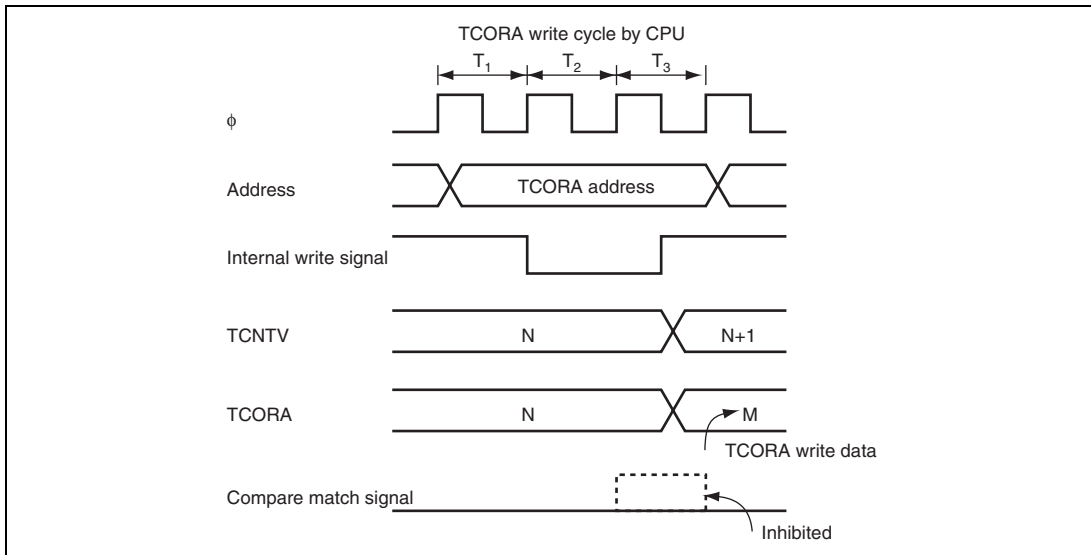 TCORA write cycle by CPU
T1 T2 T3
ϕ
Address TCORA address
Internal write signal
TCNTV N N+1
TCORA N M
TCORA write data
Compare match signal
Inhibited